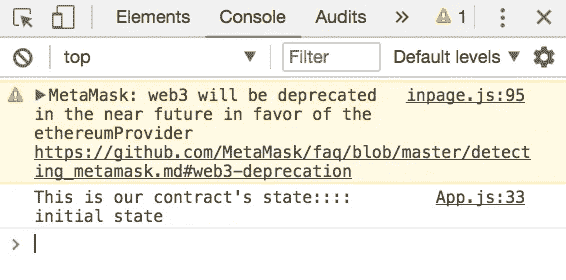 Elements Console Audits » 1
top Filter Default levels
MetaMask: web3 will be deprecated inpage.js:95
in the near future in favor of the
ethereumProvider
https://github.com/MetaMask/faq/blob/master/detect
ing_metamask.md#web3-deprecation
This is our contract's state:::: App.js:33
initial state
>